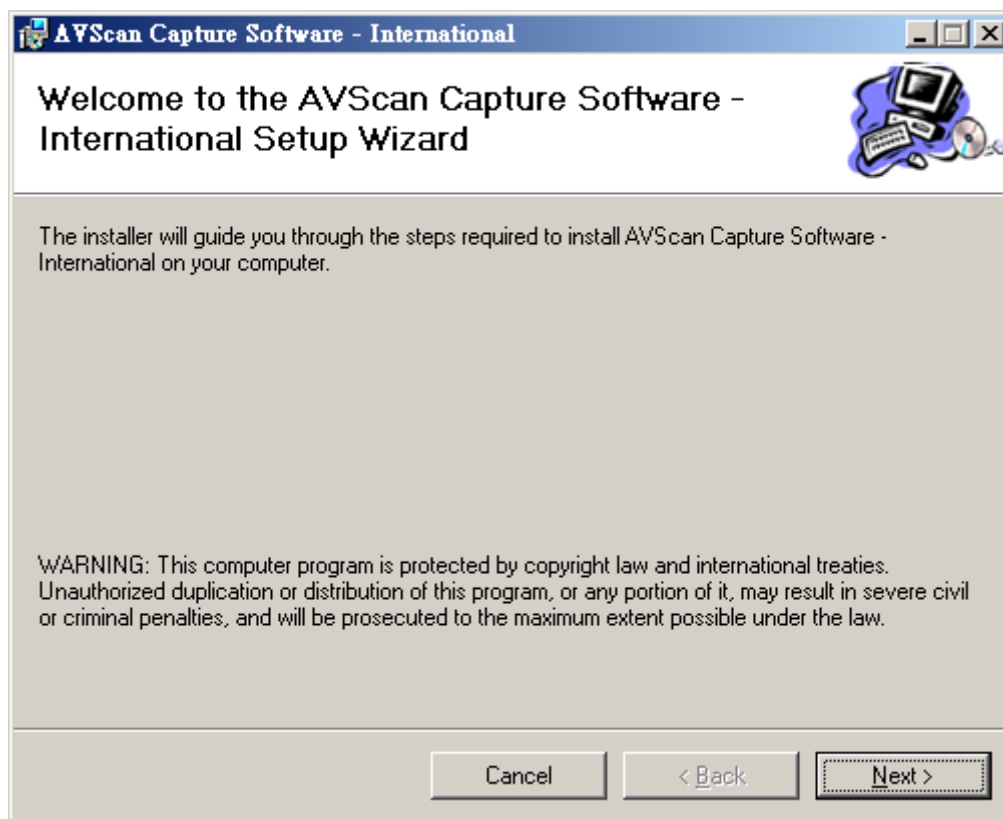 AVScan Capture Software - International
Welcome to the AVScan Capture Software -
International Setup Wizard
The installer will guide you through the steps required to install AVScan Capture Software -
International on your computer.
WARNING: This computer program is protected by copyright law and international treaties.
Unauthorized duplication or distribution of this program, or any portion of it, may result in severe civil
or criminal penalties, and will be prosecuted to the maximum extent possible under the law.
Cancel
< Back
Next >